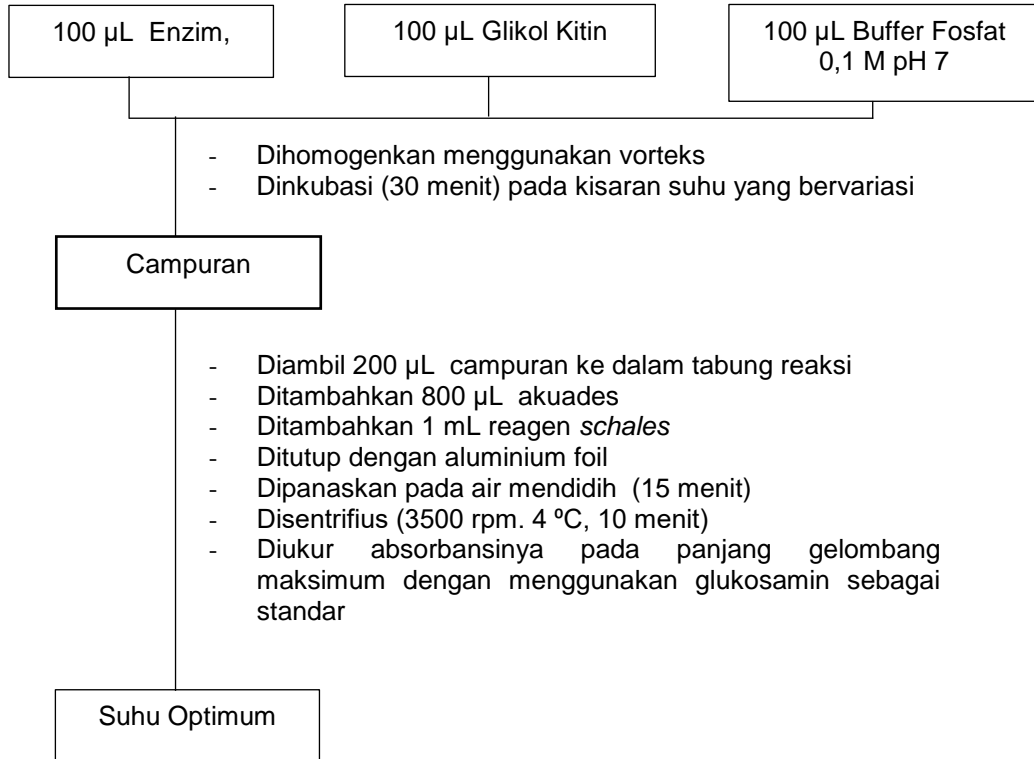 100 µL Enzim,
100 µL Glikol Kitin
100 µL Buffer Fosfat
0,1 M pH 7
- Dihomogenkan menggunakan vorteks
- Dinkubasi (30 menit) pada kisaran suhu yang bervariasi
Campuran
- Diambil 200 µL campuran ke dalam tabung reaksi
- Ditambahkan 800 µL akuades
- Ditambahkan 1 mL reagen schales
- Ditutup dengan aluminium foil
- Dipanaskan pada air mendidih (15 menit)
- Disentrifius (3500 rpm. 4 ºC, 10 menit)
- Diukur absorbansinya pada panjang gelombang
maksimum dengan menggunakan glukosamin sebagai
standar
Suhu Optimum